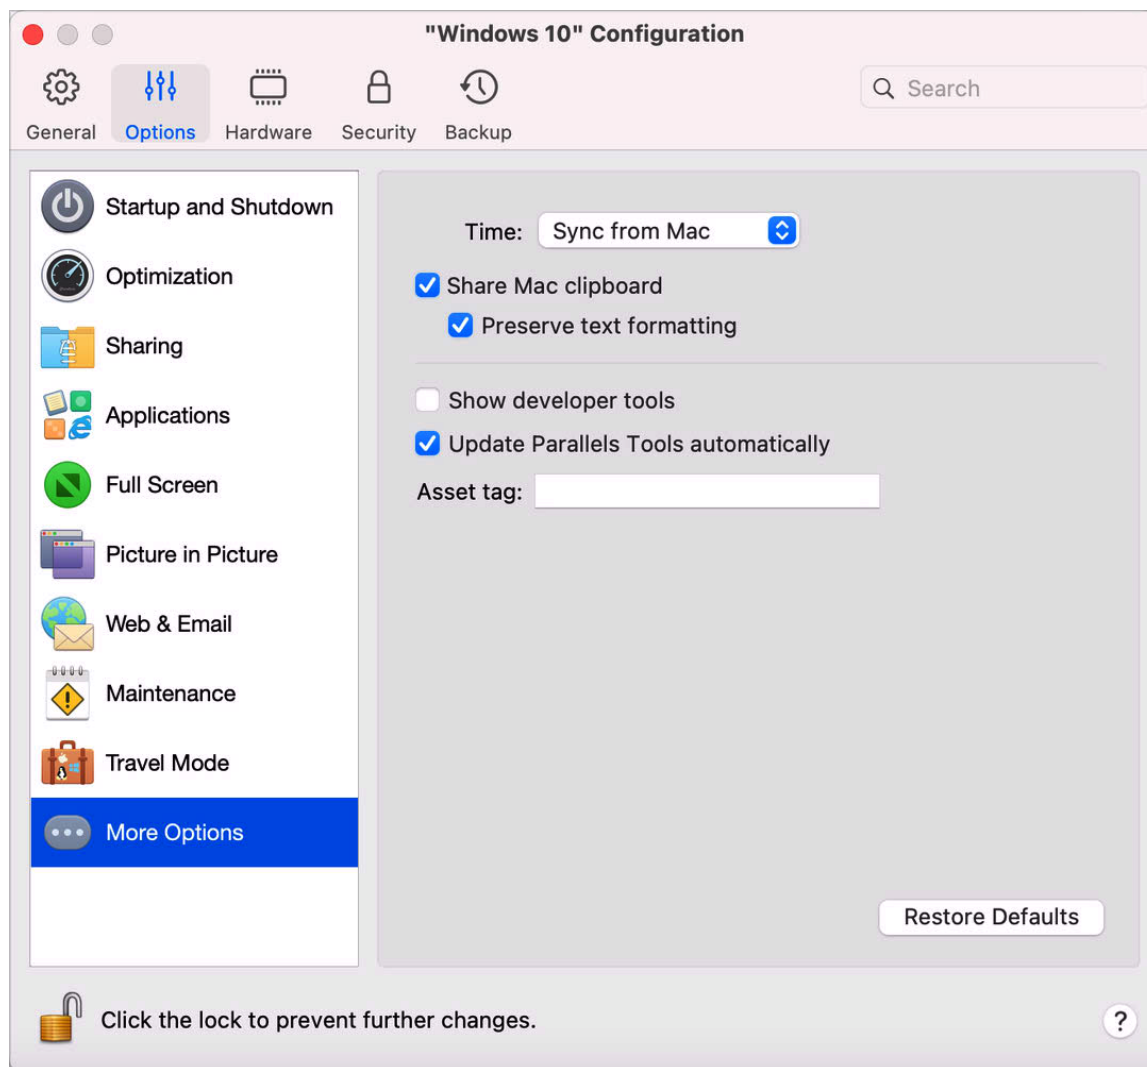 "Windows 10" Configuration
General Options Hardware Security Backup
Search
Startup and Shutdown
Optimization
Sharing
Applications
Full Screen
Picture in Picture
Web & Email
Maintenance
Travel Mode
More Options
Time: Sync from Mac
Share Mac clipboard
Preserve text formatting
Show developer tools
Update Parallels Tools automatically
Asset tag:
Restore Defaults
Click the lock to prevent further changes.
?